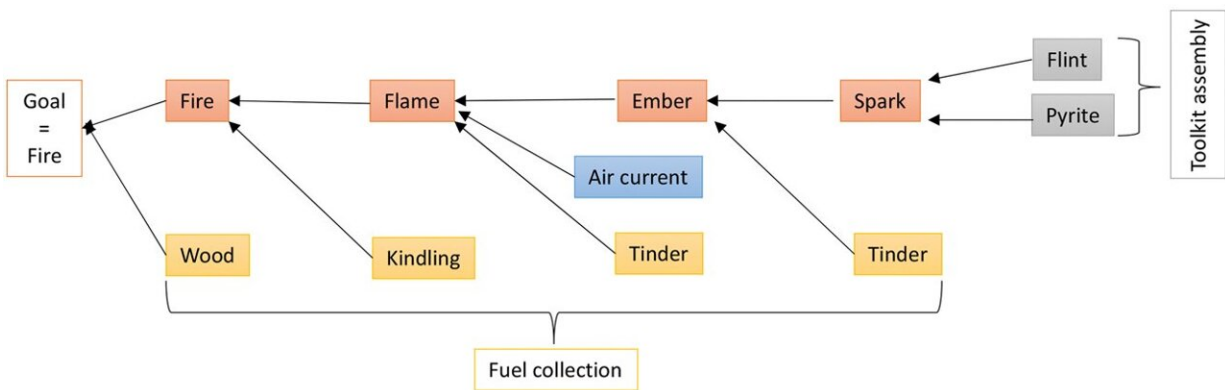 Goal
=
Fire
Fire
Flame
Ember
Spark
Flint
Pyrite
Toolkit assembly
Air current
Wood
Kindling
Tinder
Tinder
Fuel collection